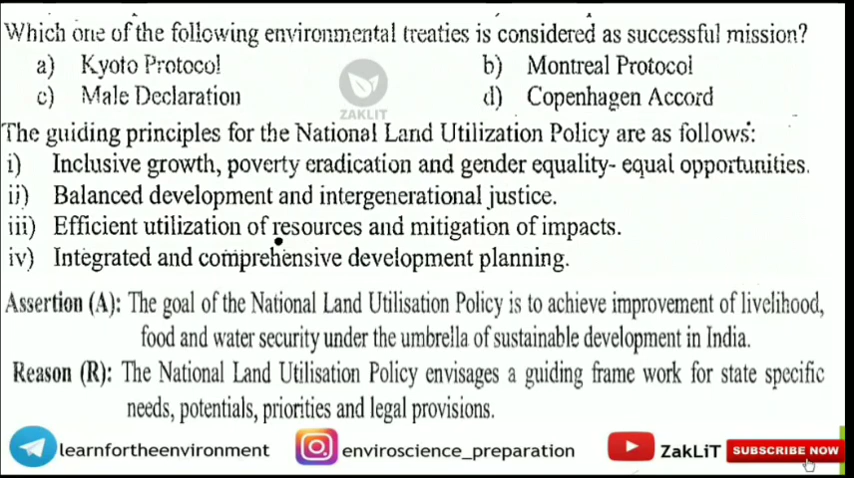 Which one of the following environmental treaties is considered as successful mission?
a) Kyoto Protocol b) Montreal Protocol
c) Male Declaration d) Copenhagen Accord
ZAKLIT
The guiding principles for the National Land Utilization Policy are as follows:
i) Inclusive growth, poverty eradication and gender equality- equal opportunities.
ii) Balanced development and intergenerational justice.
iii) Efficient utilization of resources and mitigation of impacts.
iv) Integrated and comprehensive development planning.
Assertion (A): The goal of the National Land Utilisation Policy is to achieve improvement of livelihood,
food and water security under the umbrella of sustainable development in India.
Reason (R): The National Land Utilisation Policy envisages a guiding frame work for state specific
needs, potentials, priorities and legal provisions.
learnfortheenvironment enviroscience_preparation ZakLiT SUBSCRIBE NOW